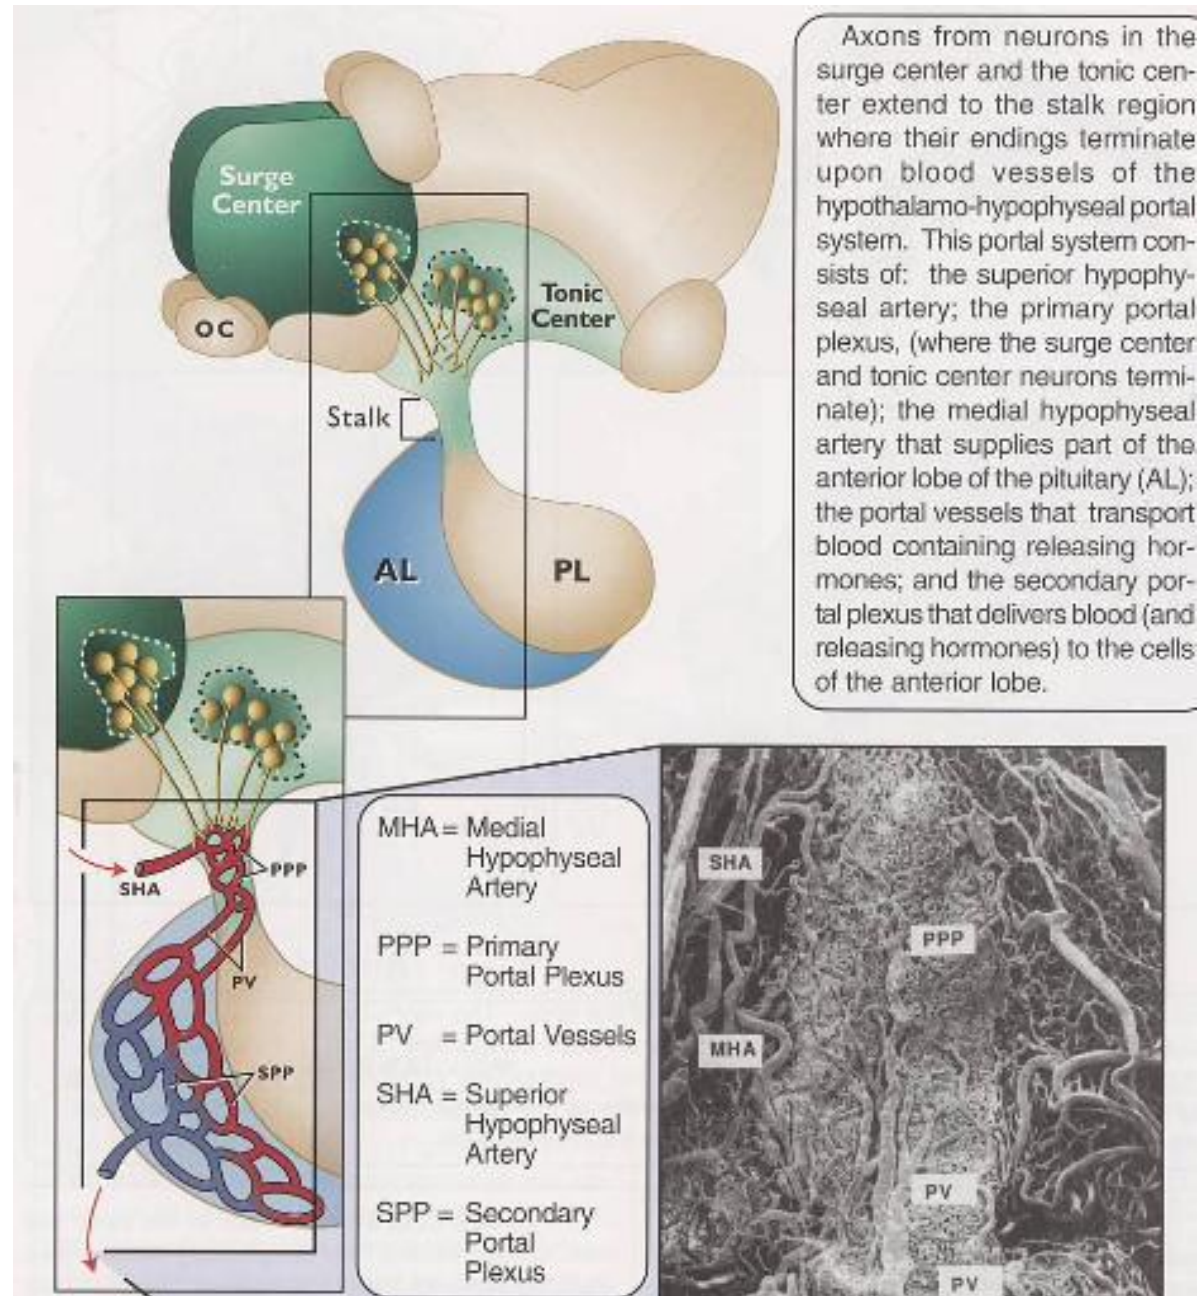 Axons from neurons in the
surge center and the tonic cen-
ter extend to the stalk region
where their endings terminate
upon blood vessels of the
hypothalamo-hypophyseal portal
system. This portal system con-
sists of: the superior hypophy-
seal artery; the primary portal
plexus, (where the surge center
and tonic center neurons termi-
nate); the medial hypophyseal
artery that supplies part of the
anterior lobe of the pituitary (AL);
the portal vessels that transport
blood containing releasing hor-
mones; and the secondary por-
tal plexus that delivers blood (and
releasing hormones) to the cells
of the anterior lobe.
Surge
Center
Tonic
Center
OC
Stalk
AL
PL
SHA
PPP
PV
SPP
MHA = Medial
Hypophyseal
Artery
PPP = Primary
Portal Plexus
PV = Portal Vessels
SHA = Superior
Hypophyseal
Artery
SPP = Secondary
Portal
Plexus
SHA
PPP
MHA
PV
PV